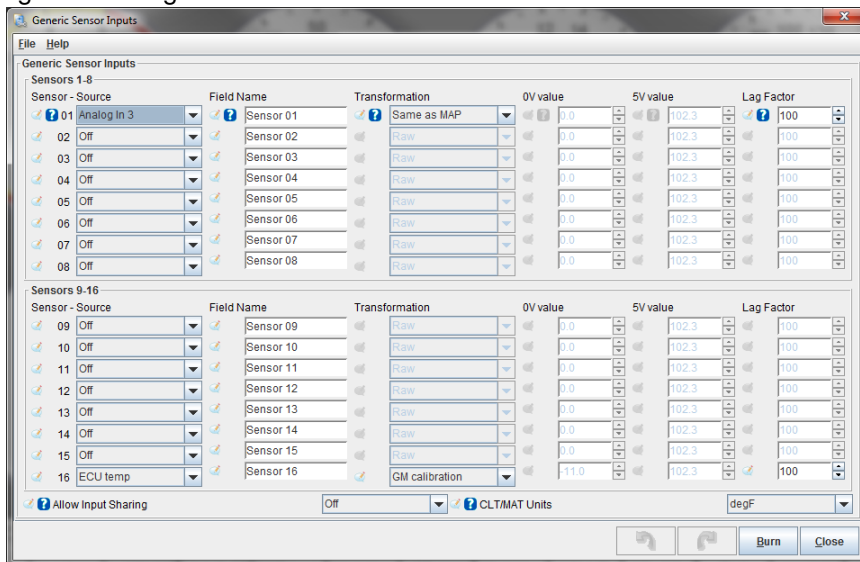 Generic Sensor Inputs
File Help
Generic Sensor Inputs
Sensors 1-8
Sensor - Source Field Name Transformation 0V value 5V value Lag Factor
01 Analog In 3 Sensor 01 Same as MAP 0.0 102.3 100
02 Off Sensor 02 Raw 0.0 102.3 100
03 Off Sensor 03 Raw 0.0 102.3 100
04 Off Sensor 04 Raw 0.0 102.3 100
05 Off Sensor 05 Raw 0.0 102.3 100
06 Off Sensor 06 Raw 0.0 102.3 100
07 Off Sensor 07 Raw 0.0 102.3 100
08 Off Sensor 08 Raw 0.0 102.3 100
Sensors 9-16
Sensor - Source Field Name Transformation 0V value 5V value Lag Factor
09 Off Sensor 09 Raw 0.0 102.3 100
10 Off Sensor 10 Raw 0.0 102.3 100
11 Off Sensor 11 Raw 0.0 102.3 100
12 Off Sensor 12 Raw 0.0 102.3 100
13 Off Sensor 13 Raw 0.0 102.3 100
14 Off Sensor 14 Raw 0.0 102.3 100
15 Off Sensor 15 Raw 0.0 102.3 100
16 ECU temp Sensor 16 GM calibration -11.0 102.3 100
Allow Input Sharing Off CLT/MAT Units degF
Burn Close